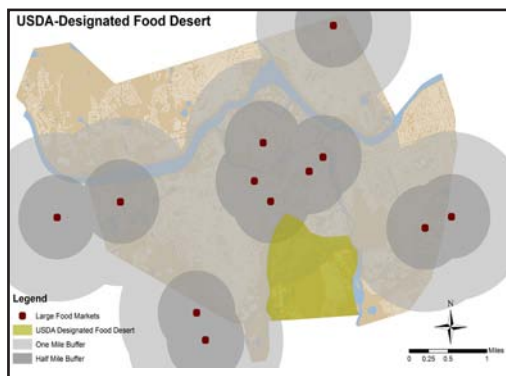 USDA-Designated Food Desert
Legend
Large Food Markets
USDA Designated Food Desert
One Mile Buffer
Half Mile Buffer
N
0 0.25 0.5 1
Miles